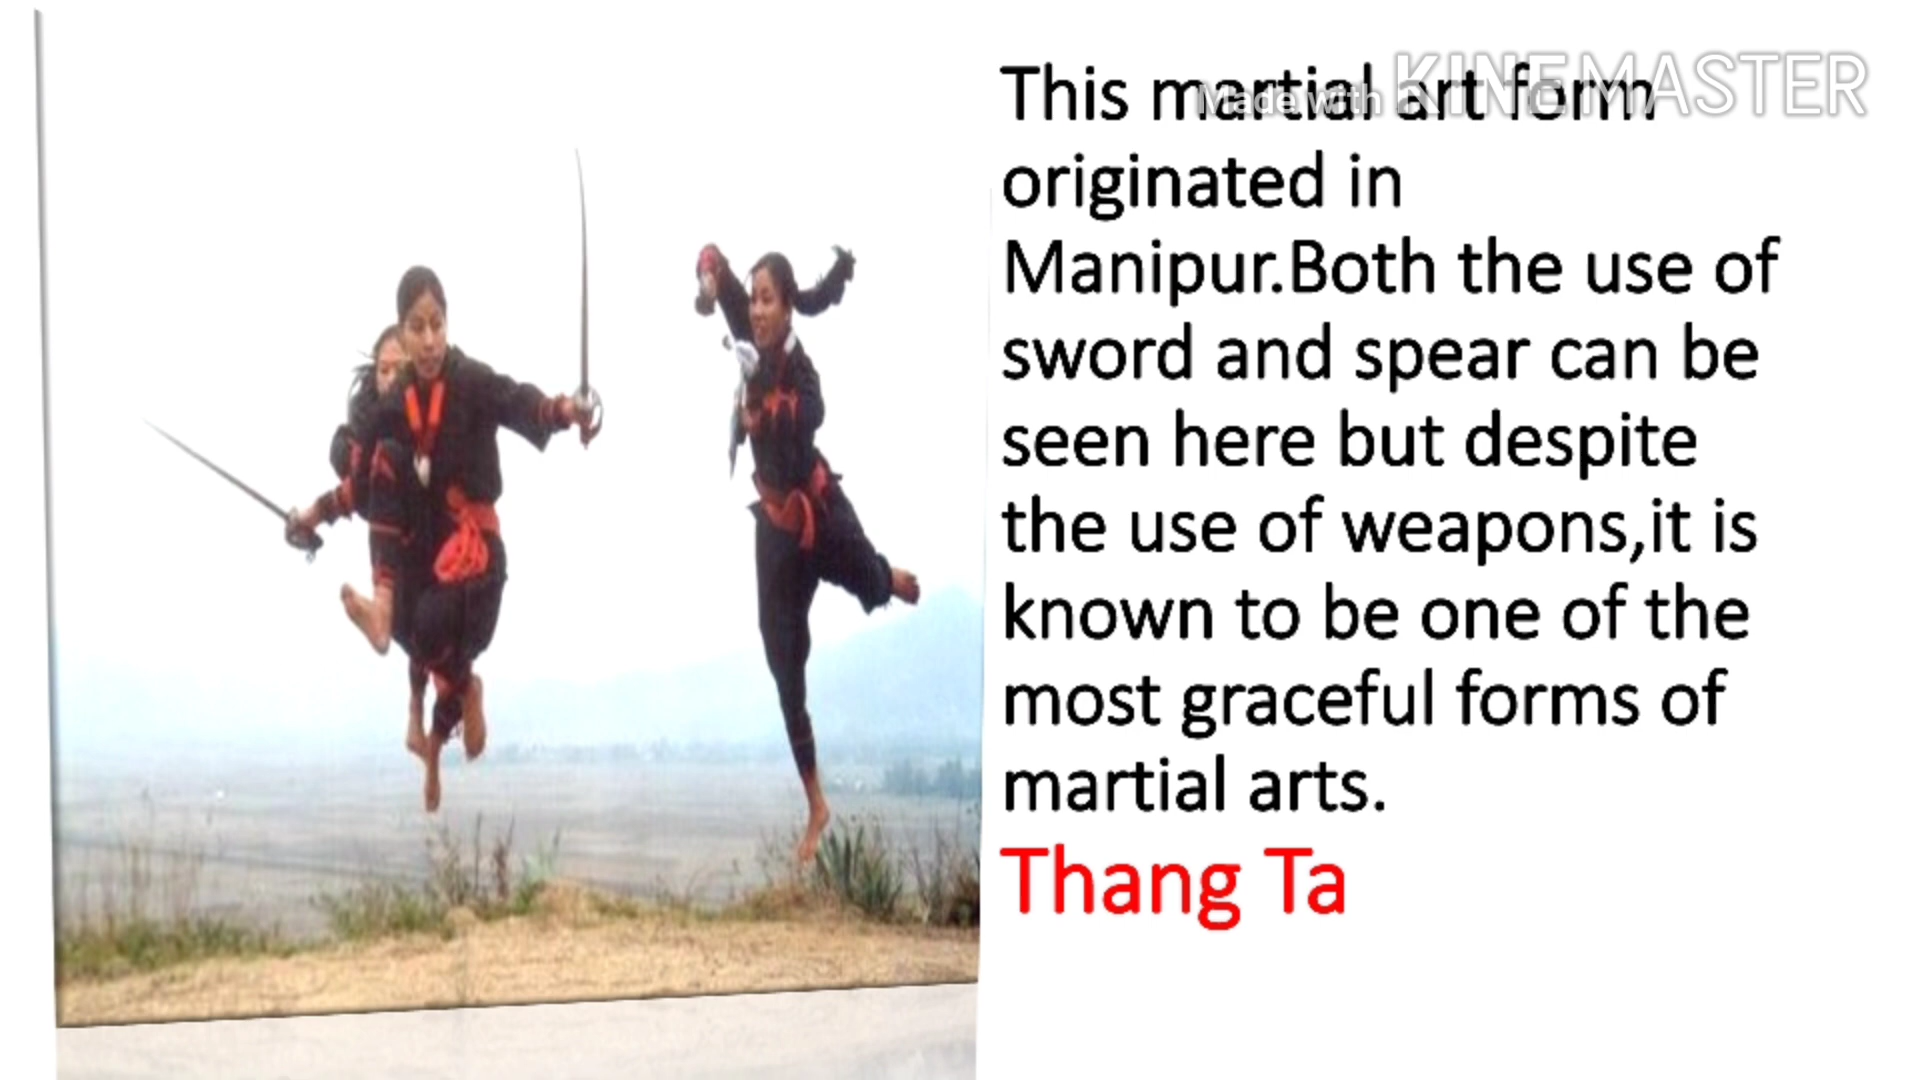 This martial art form
Made with KINEMASTER
originated in
Manipur.Both the use of
sword and spear can be
seen here but despite
the use of weapons,it is
known to be one of the
most graceful forms of
martial arts.
Thang Ta